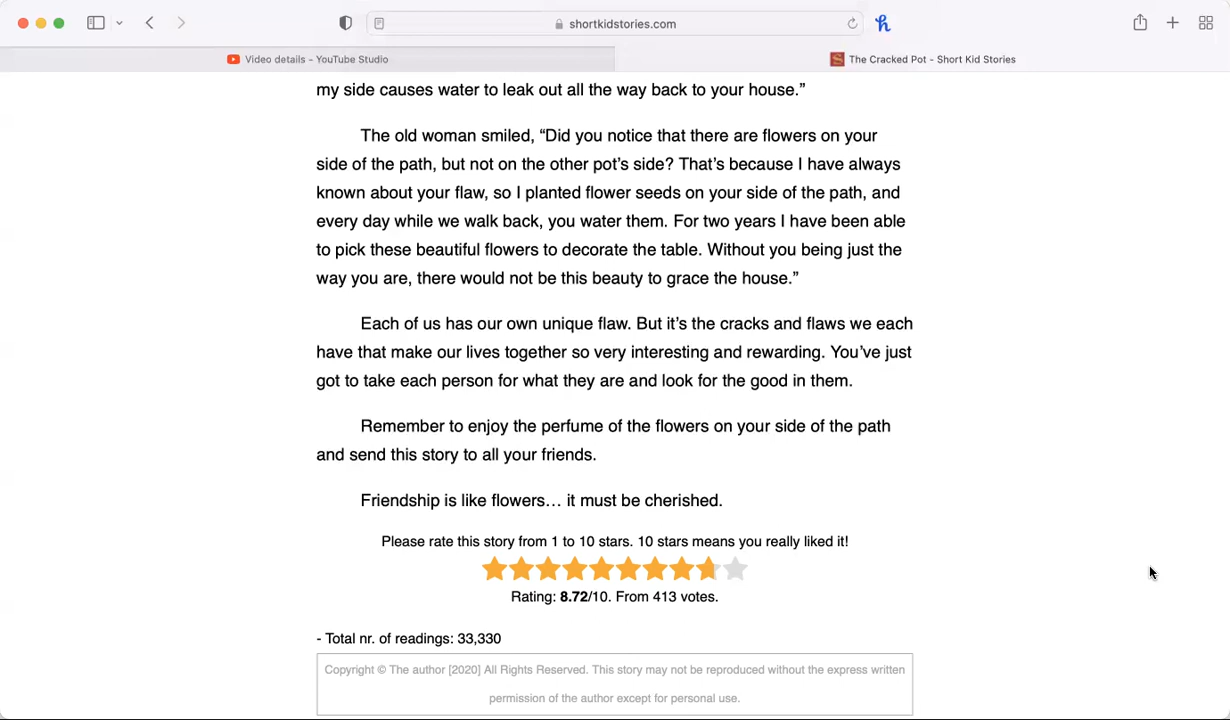 shortkidstories.com
Video details - YouTube Studio
The Cracked Pot - Short Kid Stories
my side causes water to leak out all the way back to your house.”
The old woman smiled, “Did you notice that there are flowers on your
side of the path, but not on the other pot’s side? That’s because I have always
known about your flaw, so I planted flower seeds on your side of the path, and
every day while we walk back, you water them. For two years I have been able
to pick these beautiful flowers to decorate the table. Without you being just the
way you are, there would not be this beauty to grace the house.”
Each of us has our own unique flaw. But it’s the cracks and flaws we each
have that make our lives together so very interesting and rewarding. You’ve just
got to take each person for what they are and look for the good in them.
Remember to enjoy the perfume of the flowers on your side of the path
and send this story to all your friends.
Friendship is like flowers… it must be cherished.
Please rate this story from 1 to 10 stars. 10 stars means you really liked it!
Rating: 8.72/10. From 413 votes.
- Total nr. of readings: 33,330
Copyright © The author [2020] All Rights Reserved. This story may not be reproduced without the express written
permission of the author except for personal use.